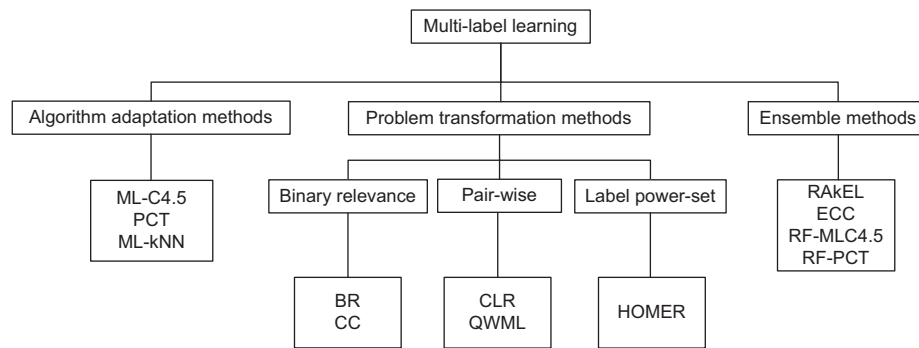 Multi-label learning
Algorithm adaptation methods
Problem transformation methods
Ensemble methods
ML-C4.5
PCT
ML-kNN
Binary relevance
Pair-wise
Label power-set
RAkEL
ECC
RF-MLC4.5
RF-PCT
BR
CC
CLR
QWML
HOMER